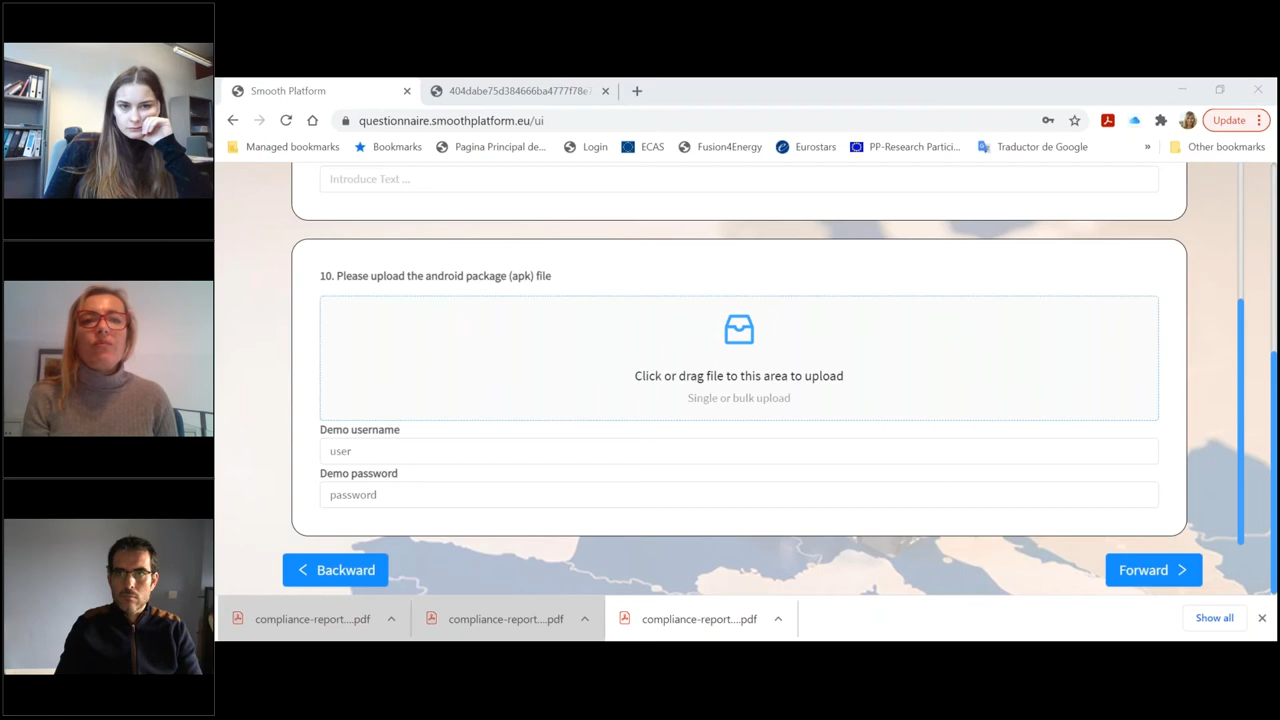 Smooth Platform
404dabe75d384666ba4777f78e7
questionnaire.smoothplatform.eu/ui
Update
Managed bookmarks
Bookmarks
Pagina Principal de...
Login
ECAS
Fusion4Energy
Eurostars
PP-Research Partici...
Traductor de Google
»
Other bookmarks
Introduce Text ...
10. Please upload the android package (apk) file
Click or drag file to this area to upload
Single or bulk upload
Demo username
user
Demo password
password
< Backward
Forward >
compliance-report....pdf
compliance-report....pdf
compliance-report....pdf
Show all